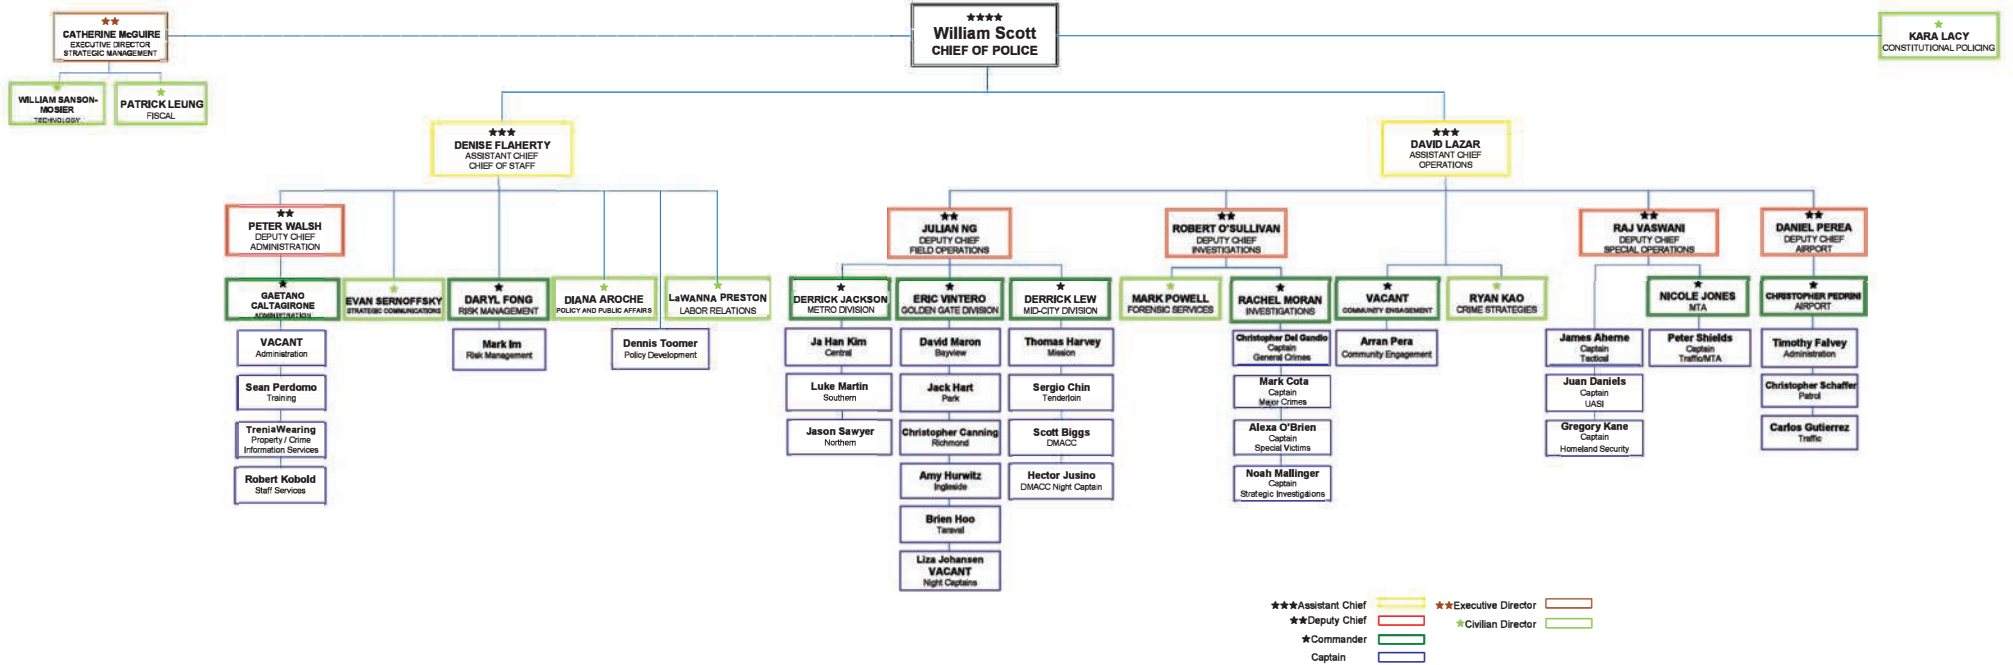 ★★
CATHERINE McGUIRE
EXECUTIVE DIRECTOR
STRATEGIC MANAGEMENT
★★★★
William Scott
CHIEF OF POLICE
★
KARA LACY
CONSTITUTIONAL POLICING
★
WILLIAM SANSON-
MOSIER
TECHNOLOGY
★
PATRICK LEUNG
FISCAL
★★★
DENISE FLAHERTY
ASSISTANT CHIEF
CHIEF OF STAFF
★★★
DAVID LAZAR
ASSISTANT CHIEF
OPERATIONS
★★
PETER WALSH
DEPUTY CHIEF
ADMINISTRATION
★★
JULIAN NG
DEPUTY CHIEF
FIELD OPERATIONS
★★
ROBERT O'SULLIVAN
DEPUTY CHIEF
INVESTIGATIONS
★★
RAJ VASWANI
DEPUTY CHIEF
SPECIAL OPERATIONS
★★
DANIEL PEREA
DEPUTY CHIEF
AIRPORT
★
GAETANO
CALTAGIRONE
ADMINISTRATION
★
EVAN SERNOFFSKY
STRATEGIC COMMUNICATIONS
★
DARYL FONG
RISK MANAGEMENT
★
DIANA AROCHE
POLICY AND PUBLIC AFFAIRS
★
LaWANNA PRESTON
LABOR RELATIONS
★
DERRICK JACKSON
METRO DIVISION
★
ERIC VINTERO
GOLDEN GATE DIVISION
★
DERRICK LEW
MID-CITY DIVISION
★
MARK POWELL
FORENSIC SERVICES
★
RACHEL MORAN
INVESTIGATIONS
★
VACANT
COMMUNITY ENGAGEMENT
★
RYAN KAO
CRIME STRATEGIES
★
NICOLE JONES
MTA
★
CHRISTOPHER PEDRINI
AIRPORT
VACANT
Administration
Sean Perdomo
Training
TreniaWearing
Property / Crime
Information Services
Robert Kobold
Staff Services
Mark Im
Risk Management
Dennis Toomer
Policy Development
Ja Han Kim
Central
Luke Martin
Southern
Jason Sawyer
Northern
David Maron
Bayview
Jack Hart
Park
Christopher Canning
Richmond
Amy Hurwitz
Ingleside
Brien Hoo
Taraval
Liza Johansen
VACANT
Night Captains
Thomas Harvey
Mission
Sergio Chin
Tenderloin
Scott Biggs
DMACC
Hector Jusino
DMACC Night Captain
Christopher Del Gandio
Captain
General Crimes
Mark Cota
Captain
Major Crimes
Alexa O'Brien
Captain
Special Victims
Noah Mallinger
Captain
Strategic Investigations
Arran Pera
Community Engagement
James Aherne
Captain
Tactical
Juan Daniels
Captain
UASI
Gregory Kane
Captain
Homeland Security
Peter Shields
Captain
Traffic/MTA
Timothy Falvey
Administration
Christopher Schaffer
Patrol
Carlos Gutierrez
Traffic
★★★Assistant Chief
★★Executive Director
★★Deputy Chief
★Civilian Director
★Commander
Captain